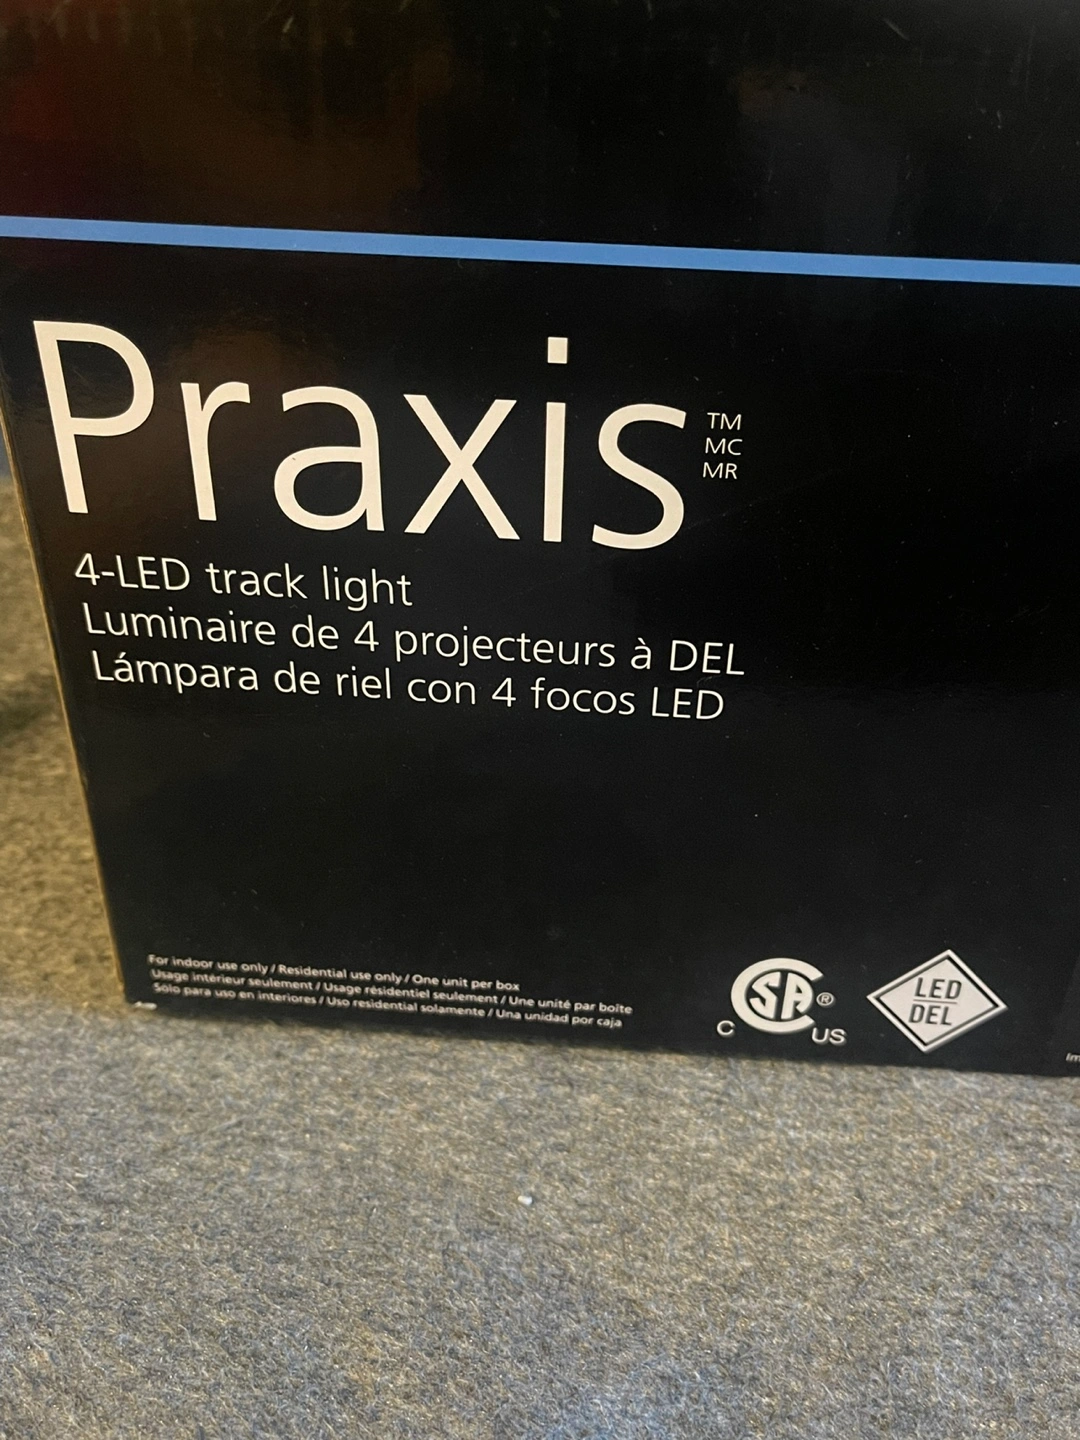 Praxis TM MC MR
4-LED track light
Luminaire de 4 projecteurs à DEL
Lámpara de riel con 4 focos LED
For indoor use only / Residential use only / One unit per box
Usage intérieur seulement / Usage résidentiel seulement / Une unité par boîte
Sólo para uso en interiores / Uso residential solamente / Una unidad por caja
C SA ® US
LED
DEL